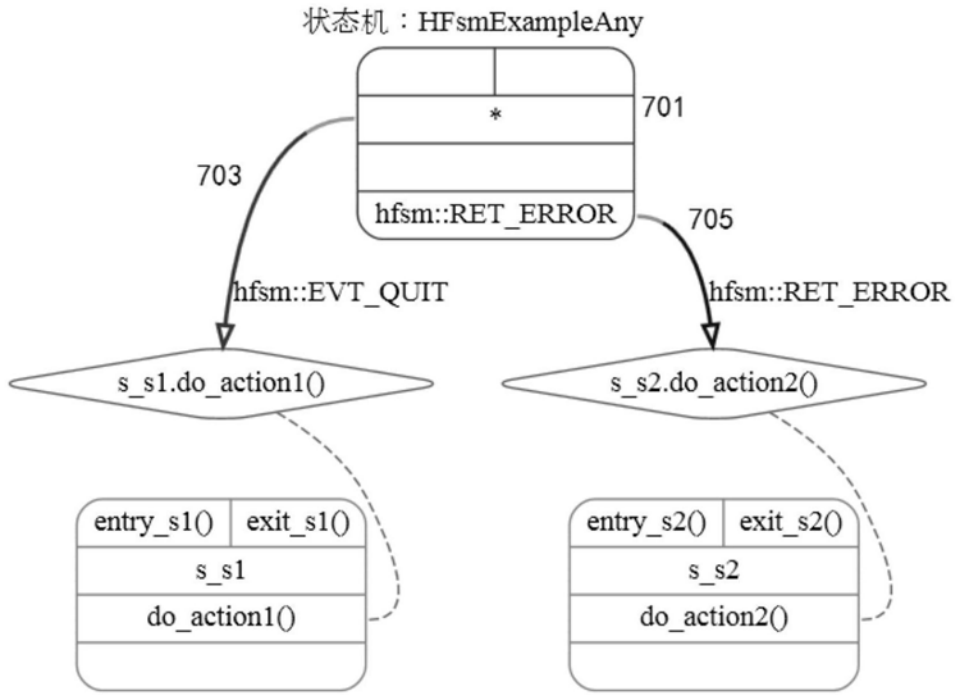 状态机：HFsmExampleAny
*
701
703
hfsm::RET_ERROR
705
hfsm::EVT_QUIT
hfsm::RET_ERROR
s_s1.do_action1()
s_s2.do_action2()
entry_s1()
exit_s1()
entry_s2()
exit_s2()
s_s1
s_s2
do_action1()
do_action2()